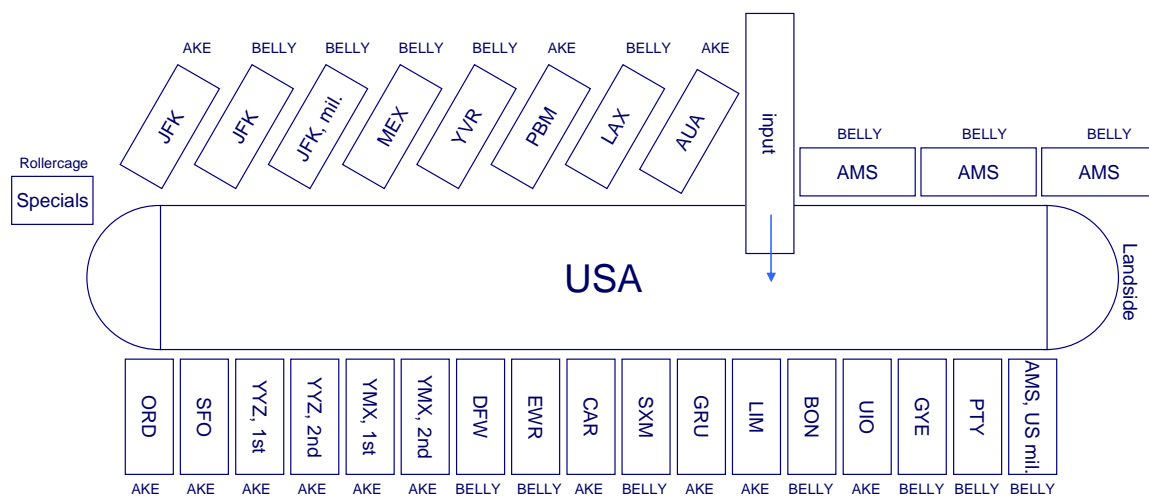 AKE BELLY BELLY BELLY BELLY AKE BELLY AKE
JFK JFK JFK, mil. MEX YVR PBM LAX AUA input
BELLY BELLY BELLY
AMS AMS AMS
Rollercage
Specials
USA
Landside
ORD SFO YYZ, 1st YYZ, 2nd YMX, 1st YMX, 2nd DFW EWR CAR SXM GRU LIM BON UIO GYE PTY AMS, US mil.
AKE AKE AKE AKE AKE AKE BELLY BELLY AKE BELLY AKE AKE BELLY AKE BELLY BELLY BELLY